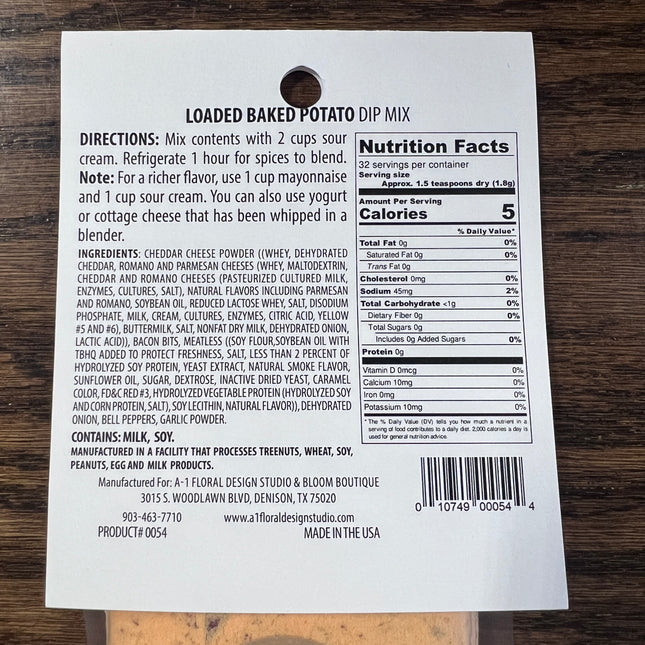 LOADED BAKED POTATO DIP MIX
DIRECTIONS: Mix contents with 2 cups sour
cream. Refrigerate 1 hour for spices to blend.
Note: For a richer flavor, use 1 cup mayonnaise
and 1 cup sour cream. You can also use yogurt
or cottage cheese that has been whipped in a
blender.
INGREDIENTS: CHEDDAR CHEESE POWDER ((WHEY, DEHYDRATED
CHEDDAR, ROMANO AND PARMESAN CHEESES (WHEY, MALTODEXTRIN,
CHEDDAR AND ROMANO CHEESES (PASTEURIZED CULTURED MILK,
ENZYMES, CULTURES, SALT), NATURAL FLAVORS INCLUDING PARMESAN
AND ROMANO, SOYBEAN OIL, REDUCED LACTOSE WHEY, SALT, DISODIUM
PHOSPHATE, MILK, CREAM, CULTURES, ENZYMES, CITRIC ACID, YELLOW
#5 AND #6), BUTTERMILK, SALT, NONFAT DRY MILK, DEHYDRATED ONION,
LACTIC ACID)), BACON BITS, MEATLESS ((SOY FLOUR,SOYBEAN OIL WITH
TBHQ ADDED TO PROTECT FRESHNESS, SALT, LESS THAN 2 PERCENT OF
HYDROLYZED SOY PROTEIN, YEAST EXTRACT, NATURAL SMOKE FLAVOR,
SUNFLOWER OIL, SUGAR, DEXTROSE, INACTIVE DRIED YEAST, CARAMEL
COLOR, FD&C RED #3, HYDROLYZED VEGETABLE PROTEIN (HYDROLYZED SOY
AND CORN PROTEIN, SALT), SOY LECITHIN, NATURAL FLAVOR)), DEHYDRATED
ONION, BELL PEPPERS, GARLIC POWDER.
CONTAINS: MILK, SOY.
MANUFACTURED IN A FACILITY THAT PROCESSES TREENUTS, WHEAT, SOY,
PEANUTS, EGG AND MILK PRODUCTS.
Manufactured For: A-1 FLORAL DESIGN STUDIO & BLOOM BOUTIQUE
3015 S. WOODLAWN BLVD, DENISON, TX 75020
903-463-7710 www.a1floraldesignstudio.com
PRODUCT# 0054 MADE IN THE USA
Nutrition Facts
32 servings per container
Serving size
Approx. 1.5 teaspoons dry (1.8g)
Amount Per Serving
Calories 5
% Daily Value*
Total Fat 0g 0%
Saturated Fat 0g 0%
Trans Fat 0g
Cholesterol 0mg 0%
Sodium 45mg 2%
Total Carbohydrate <1g 0%
Dietary Fiber 0g 0%
Total Sugars 0g
Includes 0g Added Sugars 0%
Protein 0g
Vitamin D 0mcg 0%
Calcium 10mg 0%
Iron 0mg 0%
Potassium 10mg 0%
*The % Daily Value (DV) tells you how much a nutrient in a
serving of food contributes to a daily diet. 2,000 calories a day is
used for general nutrition advice.
0 10749 00054 4